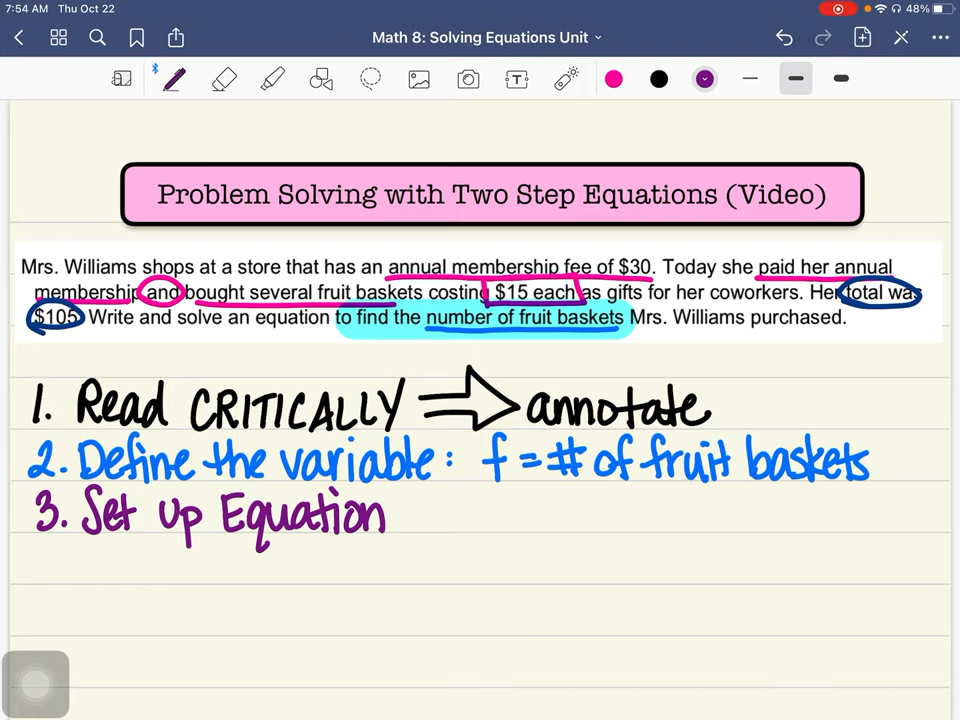 7:54 AM Thu Oct 22
48%
Math 8: Solving Equations Unit
T
Problem Solving with Two Step Equations (Video)
Mrs. Williams shops at a store that has an annual membership fee of $30. Today she paid her annual
membership and bought several fruit baskets costing $15 each as gifts for her coworkers. Her total was
$105. Write and solve an equation to find the number of fruit baskets Mrs. Williams purchased.
1. Read CRITICALLY annotate
2. Define the variable: f = # of fruit baskets
3. Set up Equation